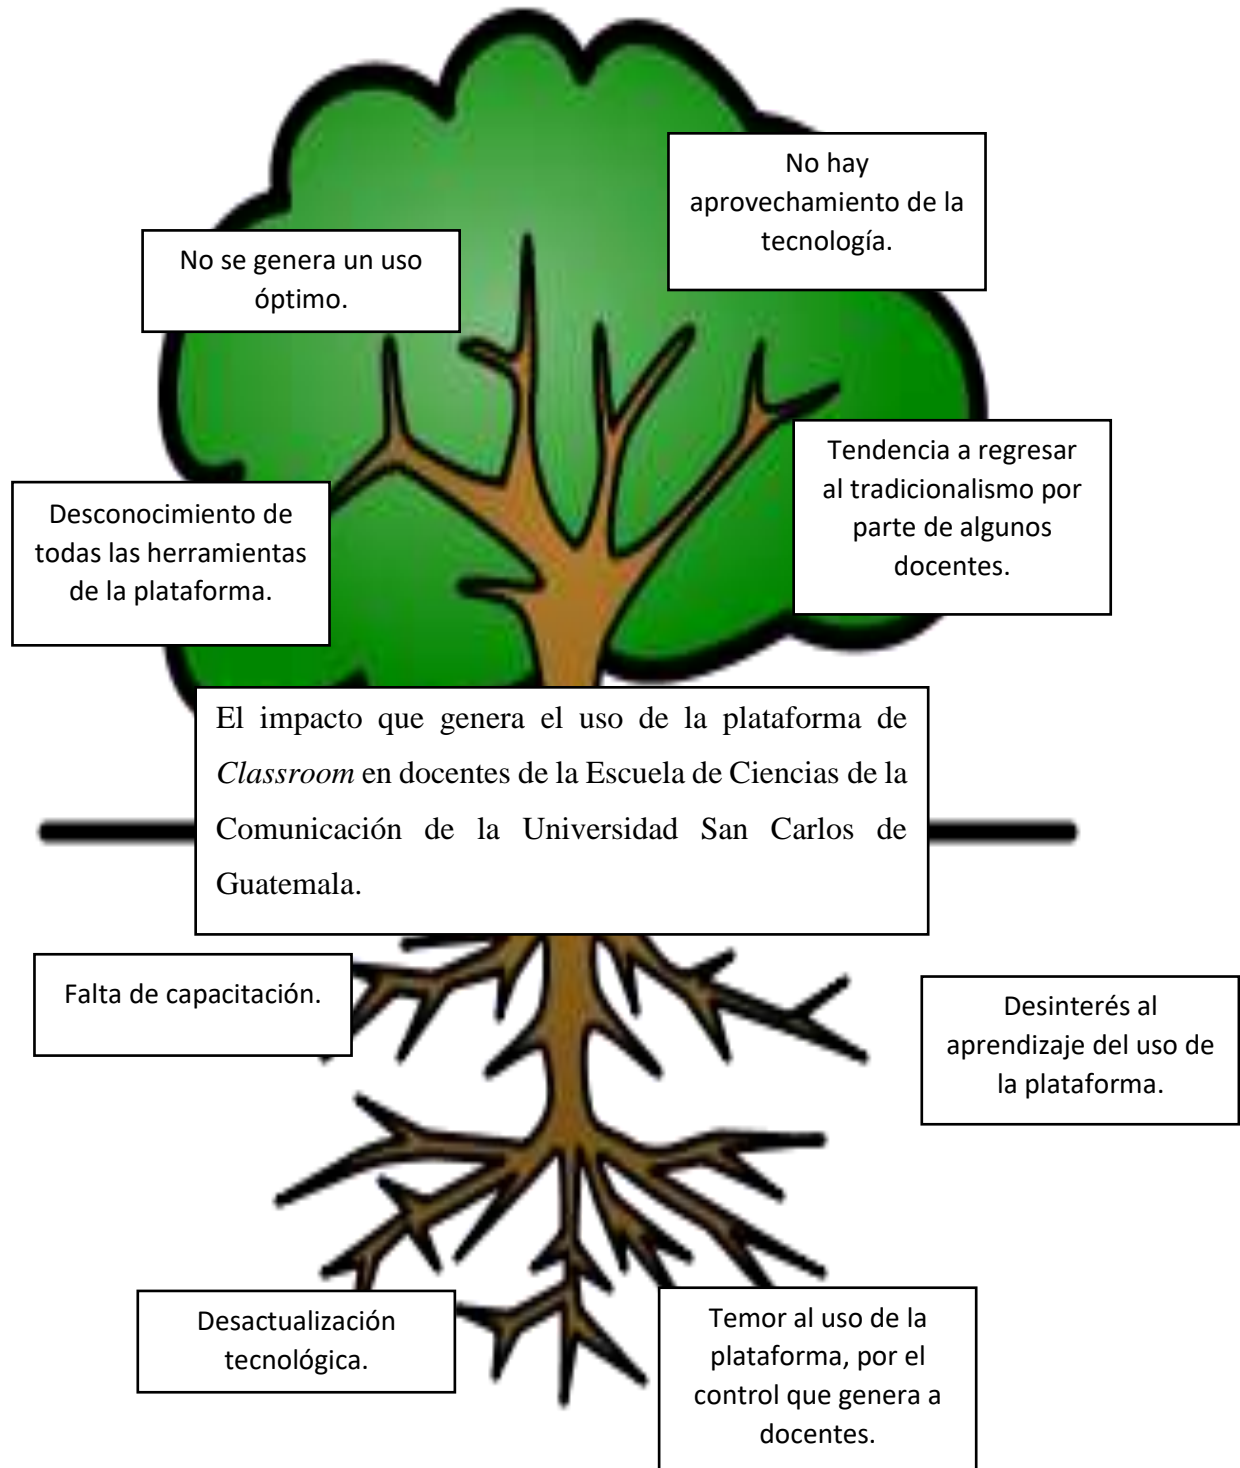 No hay
aprovechamiento de la
tecnología.
No se genera un uso
óptimo.
Tendencia a regresar
al tradicionalismo por
parte de algunos
docentes.
Desconocimiento de
todas las herramientas
de la plataforma.
El impacto que genera el uso de la plataforma de
Classroom en docentes de la Escuela de Ciencias de la
Comunicación de la Universidad San Carlos de
Guatemala.
Falta de capacitación.
Desinterés al
aprendizaje del uso de
la plataforma.
Desactualización
tecnológica.
Temor al uso de la
plataforma, por el
control que genera a
docentes.